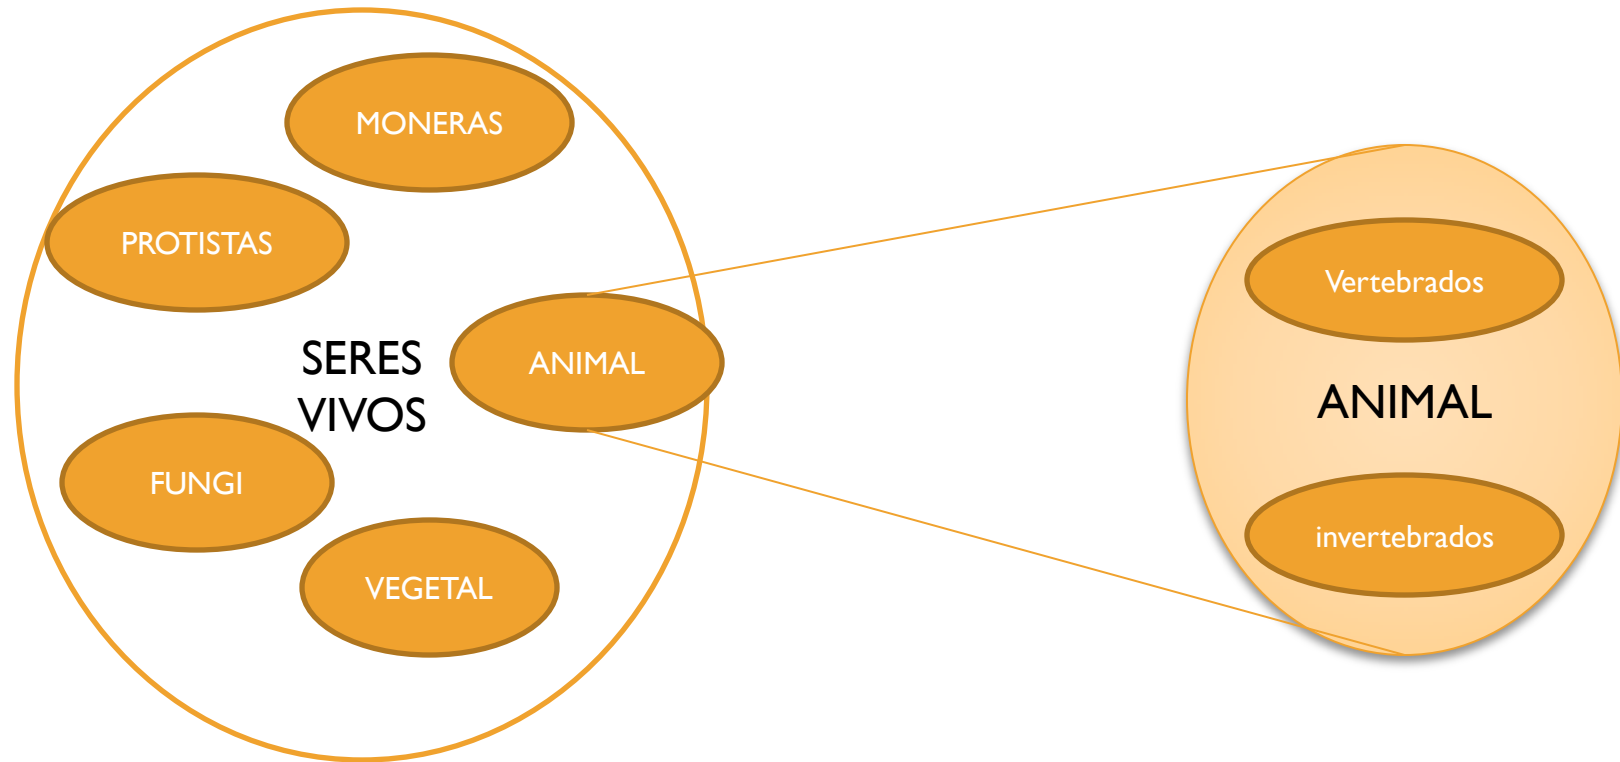 MONERAS
PROTISTAS
SERES
VIVOS
ANIMAL
FUNGI
VEGETAL
Vertebrados
ANIMAL
invertebrados